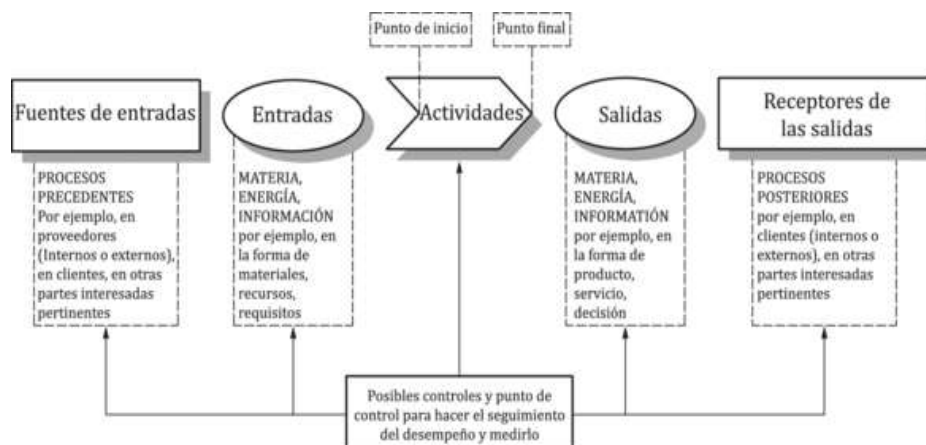 Punto de inicio
Punto final
Fuentes de entradas
Entradas
Actividades
Salidas
Receptores de
las salidas
PROCESOS
PRECEDENTES
Por ejemplo, en
proveedores
(Internos o externos),
en clientes, en otras
partes interesadas
pertinentes
MATERIA,
ENERGÍA,
INFORMACIÓN
por ejemplo, en
la forma de
materiales,
recursos,
requisitos
MATERIA,
ENERGÍA,
INFORMATIÓN
por ejemplo, en
la forma de
producto,
servicio,
decisión
PROCESOS
POSTERIORES
por ejemplo, en
clientes (internos o
externos), en otras
partes interesadas
pertinentes
Posibles controles y punto de
control para hacer el seguimiento
del desempeño y medirlo